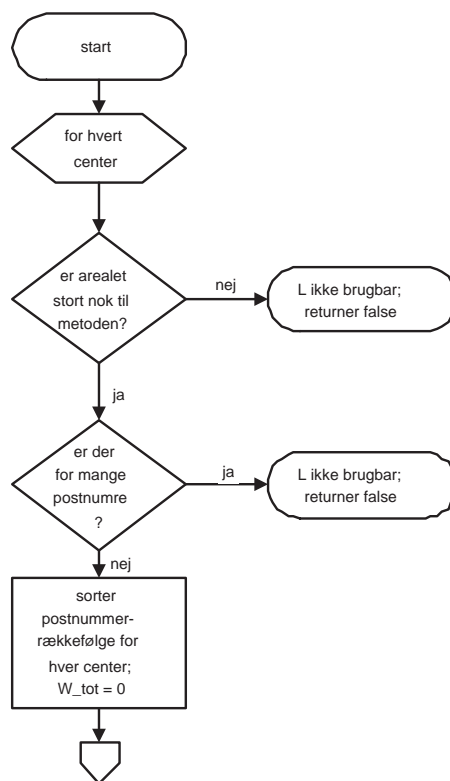 start
for hvert
center
er arealet
stort nok til
metoden?
nej
L ikke brugbar;
returner false
ja
er der
for mange
postnumre
?
ja
L ikke brugbar;
returner false
nej
sorter
postnummer-
rækkefølge for
hver center;
W_tot = 0